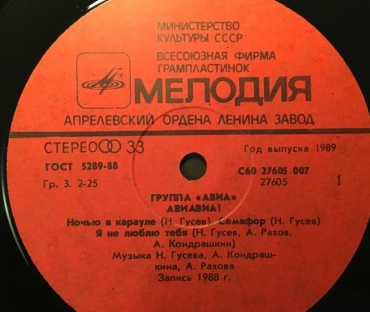 МИНИСТЕРСТВО
КУЛЬТУРЫ СССР
ВСЕСОЮЗНАЯ ФИРМА
ГРАМПЛАСТИНОК
МЕЛОДИЯ
АПРЕЛЕВСКИЙ ОРДЕНА ЛЕНИНА ЗАВОД
СТЕРЕО 33
Год выпуска 1989
ГОСТ 5289-88
С60 27605 007
Гр. 3. 2-25
27605
1
ГРУППА «АВИА»
АВИАВИА!
Ночью в карауле (Н. Гусев). Семафор (Н. Гусев)
Я не люблю тебя (Н. Гусев, А. Рахов,
А. Кондрашкин)
Музыка Н. Гусева, А. Кондраш-
кина, А. Рахова
Запись 1988 г.